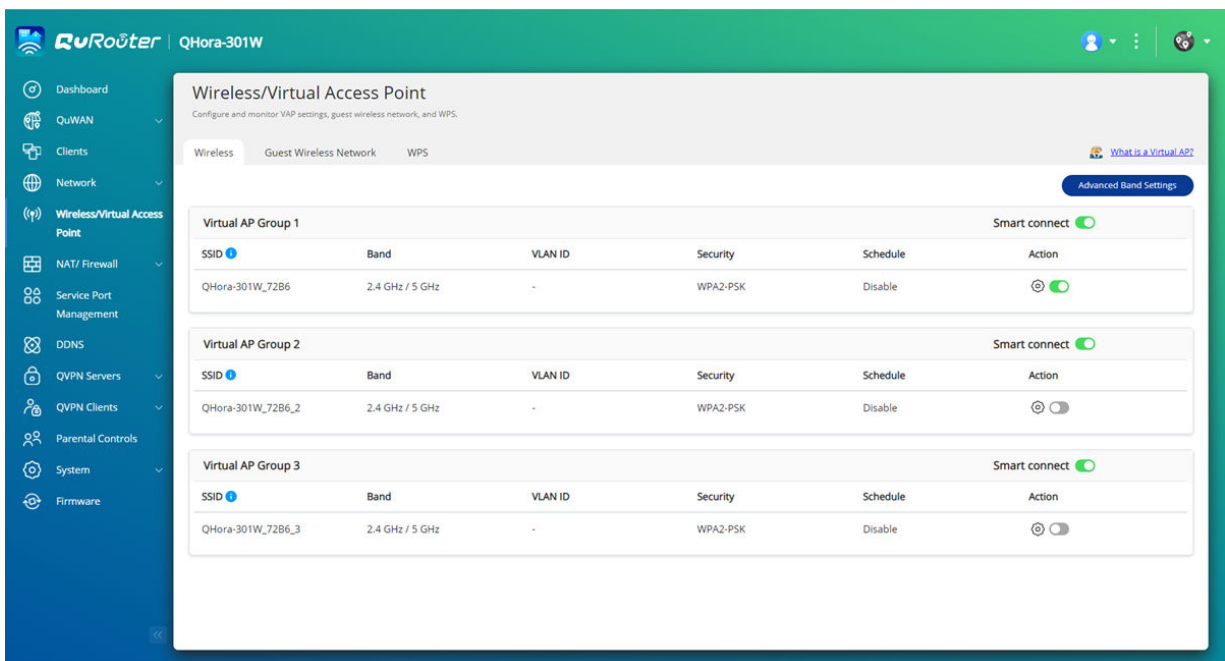 QuRouter | QHora-301W
Dashboard
QuWAN
Clients
Network
Wireless/Virtual Access
Point
NAT/ Firewall
Service Port
Management
DDNS
QVPN Servers
QVPN Clients
Parental Controls
System
Firmware
Wireless/Virtual Access Point
Configure and monitor VAP settings, guest wireless network, and WPS.
Wireless Guest Wireless Network WPS What is a Virtual AP?
Advanced Band Settings
Virtual AP Group 1 Smart connect
SSID Band VLAN ID Security Schedule Action
QHora-301W_72B6 2.4 GHz / 5 GHz - WPA2-PSK Disable
Virtual AP Group 2 Smart connect
SSID Band VLAN ID Security Schedule Action
QHora-301W_72B6_2 2.4 GHz / 5 GHz - WPA2-PSK Disable
Virtual AP Group 3 Smart connect
SSID Band VLAN ID Security Schedule Action
QHora-301W_72B6_3 2.4 GHz / 5 GHz - WPA2-PSK Disable